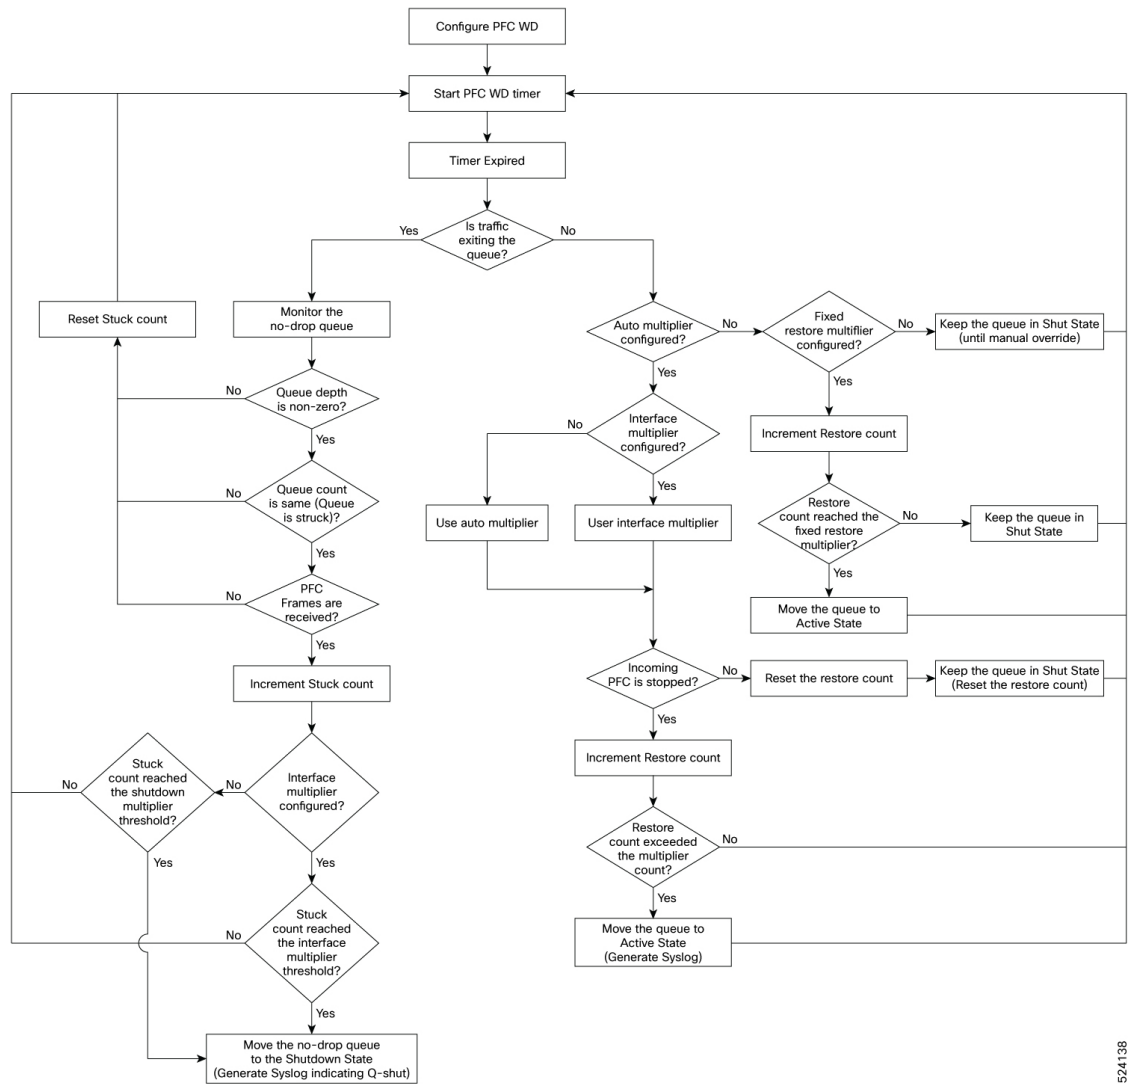 Configure PFC WD
Start PFC WD timer
Timer Expired
Is traffic
exiting the
queue?
Yes
No
Monitor the
no-drop queue
Reset Stuck count
Queue depth
is non-zero?
No
Yes
Queue count
is same (Queue
is struck)?
No
Yes
PFC
Frames are
received?
No
Yes
Increment Stuck count
Interface
multiplier
configured?
No
Yes
Stuck
count reached
the shutdown
multiplier
threshold?
No
Yes
Stuck
count reached
the interface
multiplier
threshold?
No
Yes
Move the no-drop queue
to the Shutdown State
(Generate Syslog indicating Q-shut)
Auto multiplier
configured?
No
Yes
Fixed
restore multiflier
configured?
No
Yes
Keep the queue in Shut State
(until manual override)
Increment Restore count
Restore
count reached the
fixed restore
multiplier?
No
Yes
Keep the queue in
Shut State
Move the queue to
Active State
Interface
multiplier
configured?
No
Yes
Use auto multiplier
User interface multiplier
Incoming
PFC is stopped?
No
Yes
Reset the restore count
Keep the queue in Shut State
(Reset the restore count)
Increment Restore count
Restore
count exceeded
the multiplier
count?
No
Yes
Move the queue to
Active State
(Generate Syslog)
524138